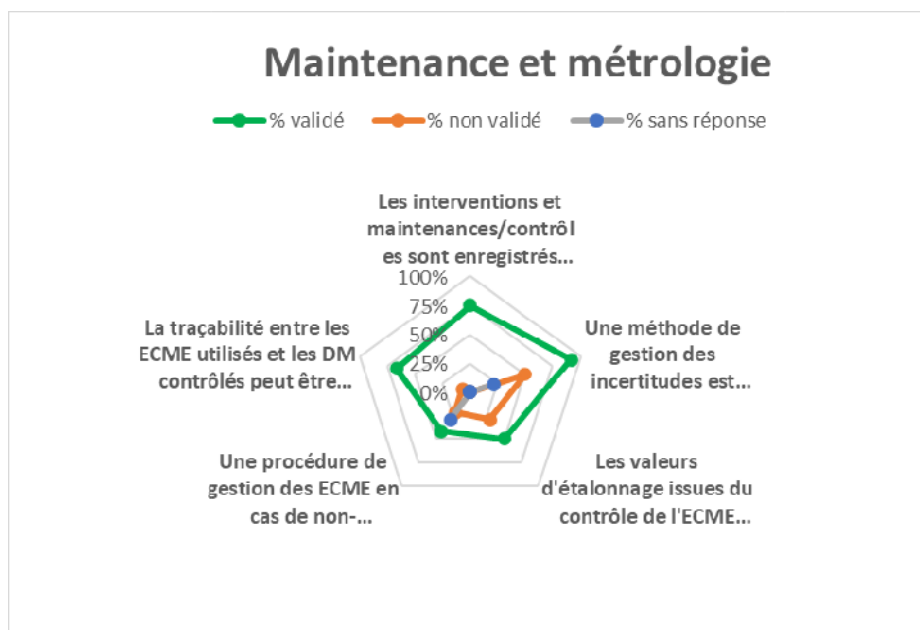 Maintenance et métrologie
% validé % non validé % sans réponse
Les interventions et
maintenances/contrôl
es sont enregistrés...
100%
75%
50%
25%
0%
Une méthode de
gestion des
incertitudes est...
Les valeurs
d'étalonnage issues du
contrôle de l'ECME...
Une procédure de
gestion des ECME en
cas de non-...
La traçabilité entre les
ECME utilisés et les DM
contrôlés peut être...